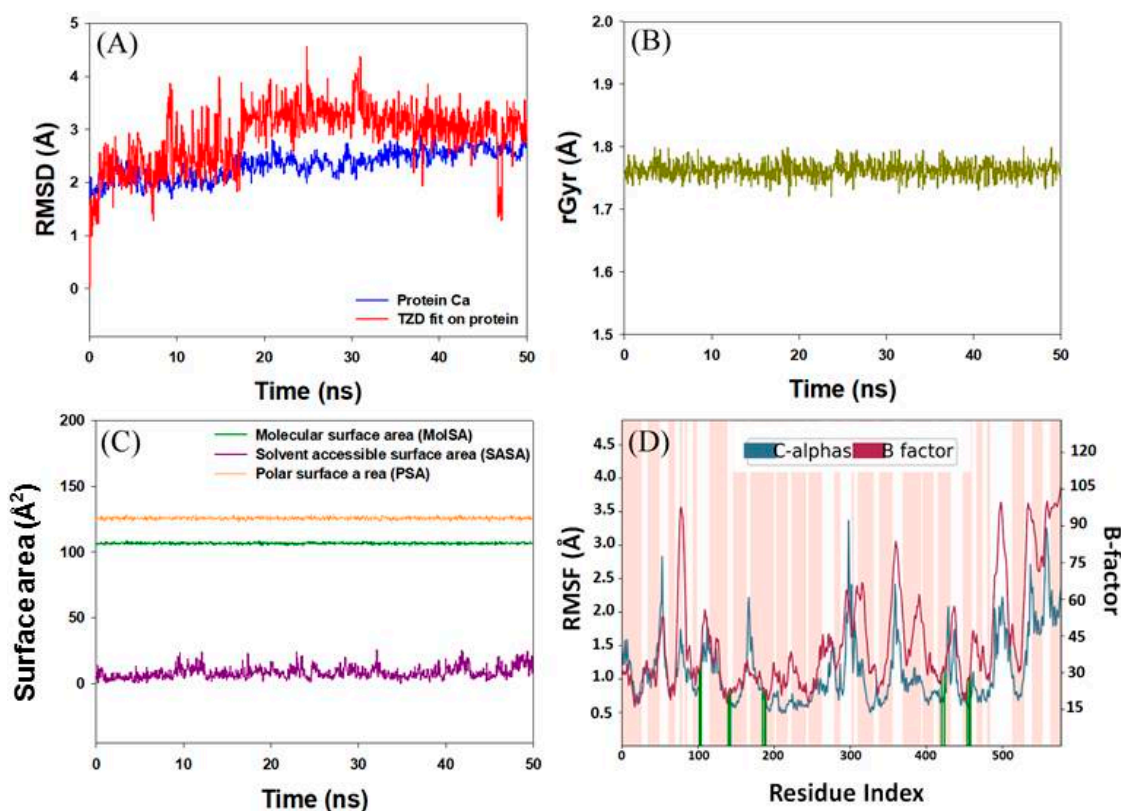 (A)
5
4
3
2
1
0
RMSD (Å)
Protein Ca
TZD fit on protein
0 10 20 30 40 50
Time (ns)
(B)
2.0
1.9
1.8
1.7
1.6
1.5
rGyr (Å)
0 10 20 30 40 50
Time (ns)
(C)
200
150
100
50
0
Surface area (Å²)
Molecular surface area (MolSA)
Solvent accessible surface area (SASA)
Polar surface a rea (PSA)
0 10 20 30 40 50
Time (ns)
(D)
4.5
4.0
3.5
3.0
2.5
2.0
1.5
1.0
0.5
RMSF (Å)
C-alphas B factor
120
105
90
75
60
45
30
15
B-factor
0 100 200 300 400 500
Residue Index